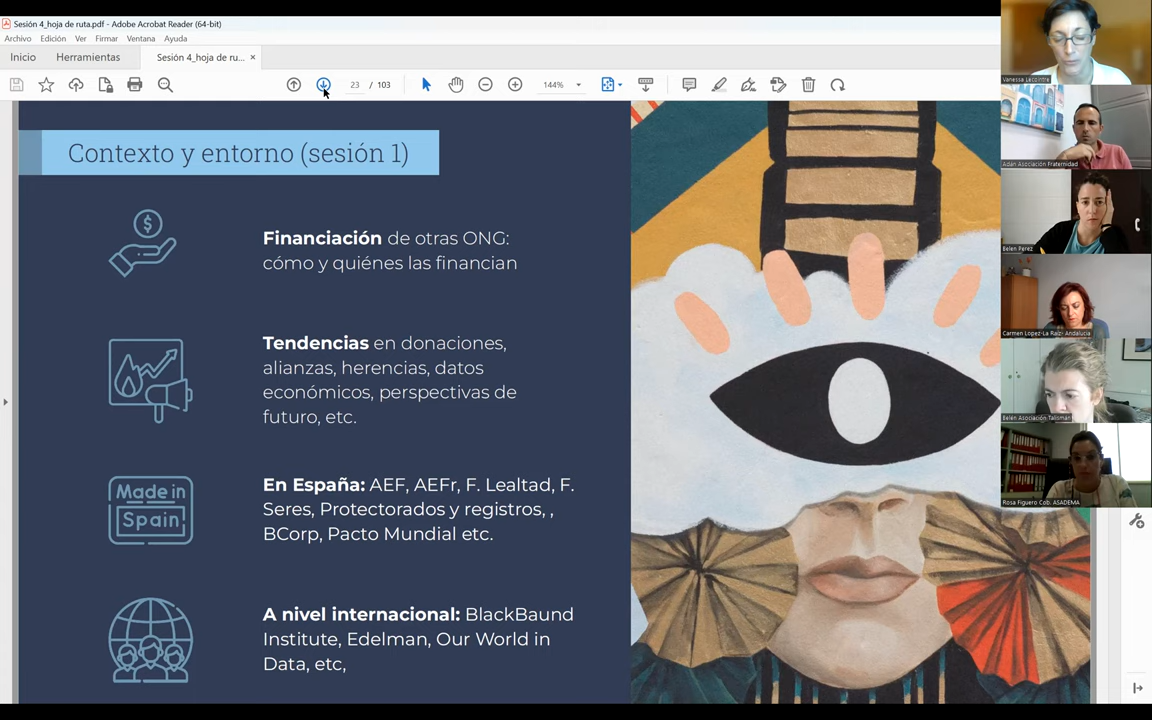 Sesión 4_hoja de ruta.pdf - Adobe Acrobat Reader (64-bit)
Archivo Edición Ver Firmar Ventana Ayuda
Inicio Herramientas Sesión 4_hoja de ru... ×
23 / 103 144%
Contexto y entorno (sesión 1)
Financiación de otras ONG:
cómo y quiénes las financian
Tendencias en donaciones,
alianzas, herencias, datos
económicos, perspectivas de
futuro, etc.
Made in
Spain
En España: AEF, AEFr, F. Lealtad, F.
Seres, Protectorados y registros, ,
BCorp, Pacto Mundial etc.
A nivel internacional: BlackBaund
Institute, Edelman, Our World in
Data, etc,
Vanessa Lecointre
Adán Asociación Fraternidad
Belen Perez
Carmen Lopez-La Raíz- Andalucia
Belén Asociación Talismán
Rosa Figuero Cob. ASADEMA